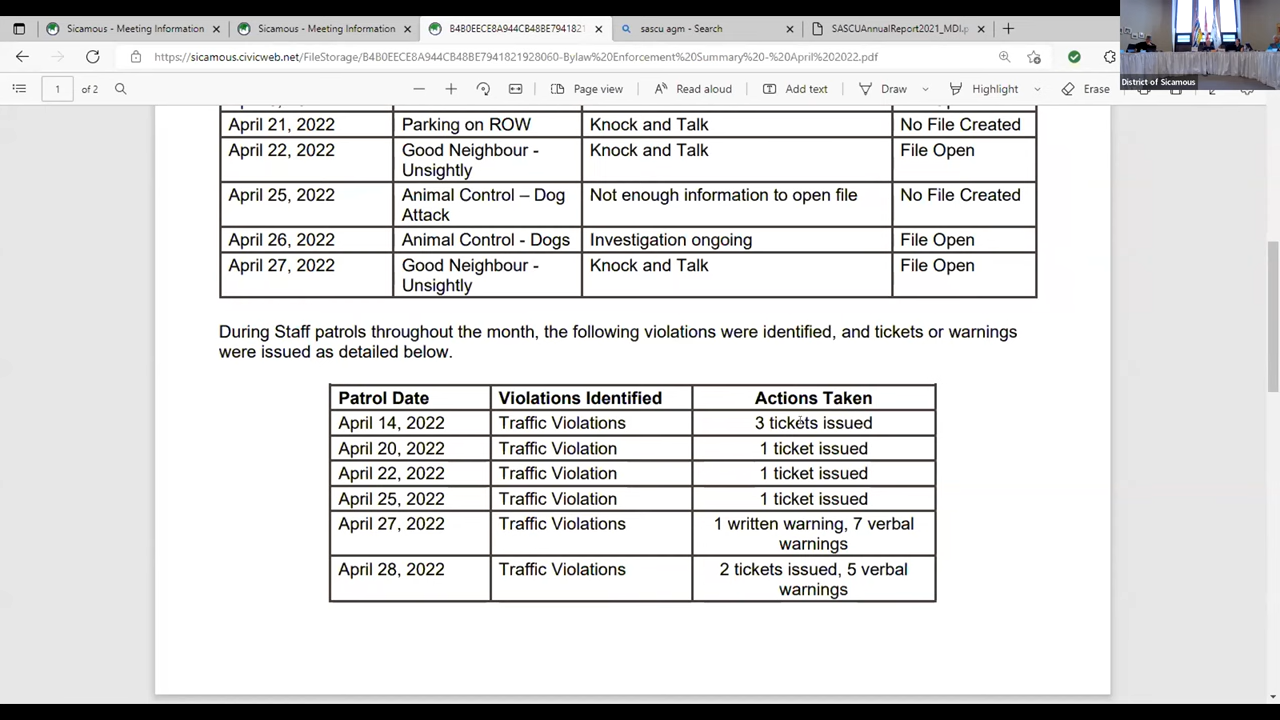 Sicamous - Meeting Information
Sicamous - Meeting Information
B4B0EECE8A944CB48BE7941821
sascu agm - Search
SASCUAnnualReport2021_MDI.p
https://sicamous.civicweb.net/FileStorage/B4B0EECE8A944CB48BE7941821928060-Bylaw%20Enforcement%20Summary%20-%20April%202022.pdf
1 of 2
Page view
Read aloud
Add text
Draw
Highlight
Erase
District of Sicamous
April 21, 2022 Parking on ROW Knock and Talk No File Created
April 22, 2022 Good Neighbour - Knock and Talk File Open
Unsightly
April 25, 2022 Animal Control – Dog Not enough information to open file No File Created
Attack
April 26, 2022 Animal Control - Dogs Investigation ongoing File Open
April 27, 2022 Good Neighbour - Knock and Talk File Open
Unsightly
During Staff patrols throughout the month, the following violations were identified, and tickets or warnings
were issued as detailed below.
Patrol Date Violations Identified Actions Taken
April 14, 2022 Traffic Violations 3 tickets issued
April 20, 2022 Traffic Violation 1 ticket issued
April 22, 2022 Traffic Violation 1 ticket issued
April 25, 2022 Traffic Violation 1 ticket issued
April 27, 2022 Traffic Violations 1 written warning, 7 verbal
warnings
April 28, 2022 Traffic Violations 2 tickets issued, 5 verbal
warnings